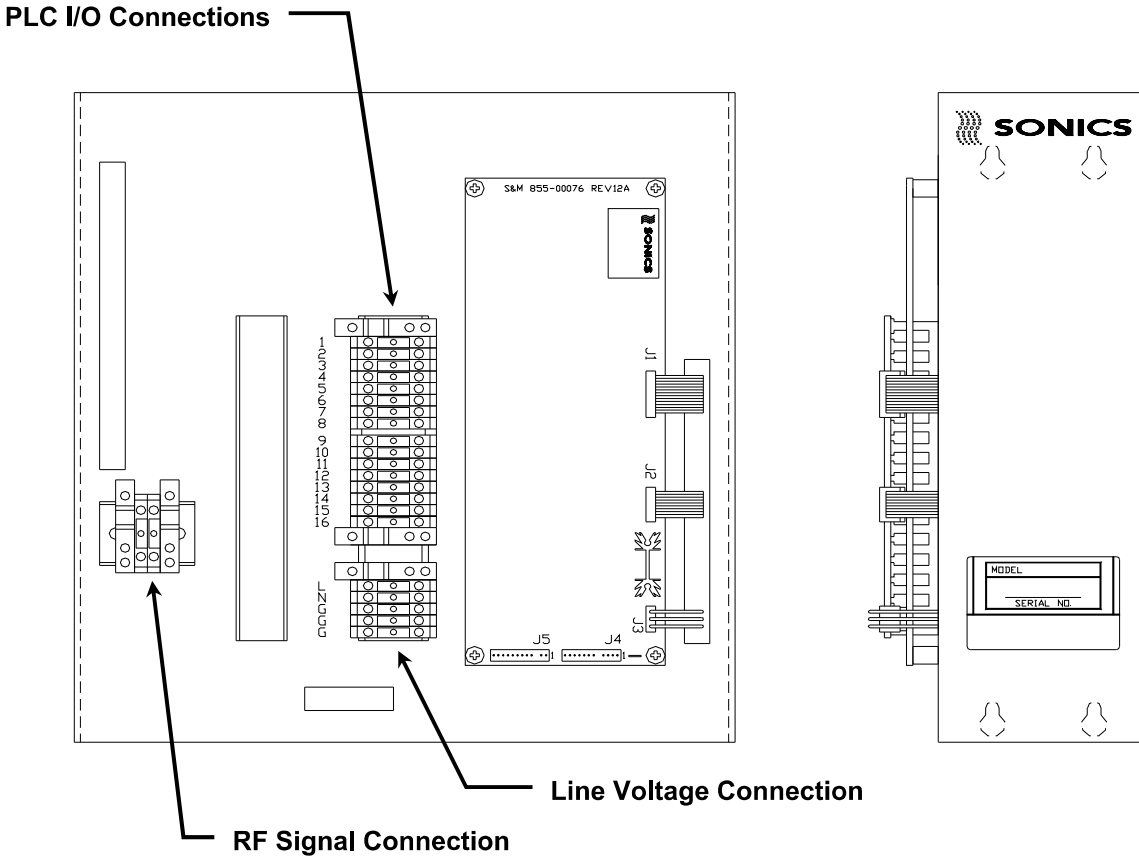 PLC I/O Connections
S&M 855-00076 REV12A
SONICS
1
2
3
4
5
6
7
8
9
10
11
12
13
14
15
16
L
N
G
G
G
J1
J2
J3
J5
1
J4
1
Line Voltage Connection
RF Signal Connection
SONICS
MODEL
SERIAL NO.